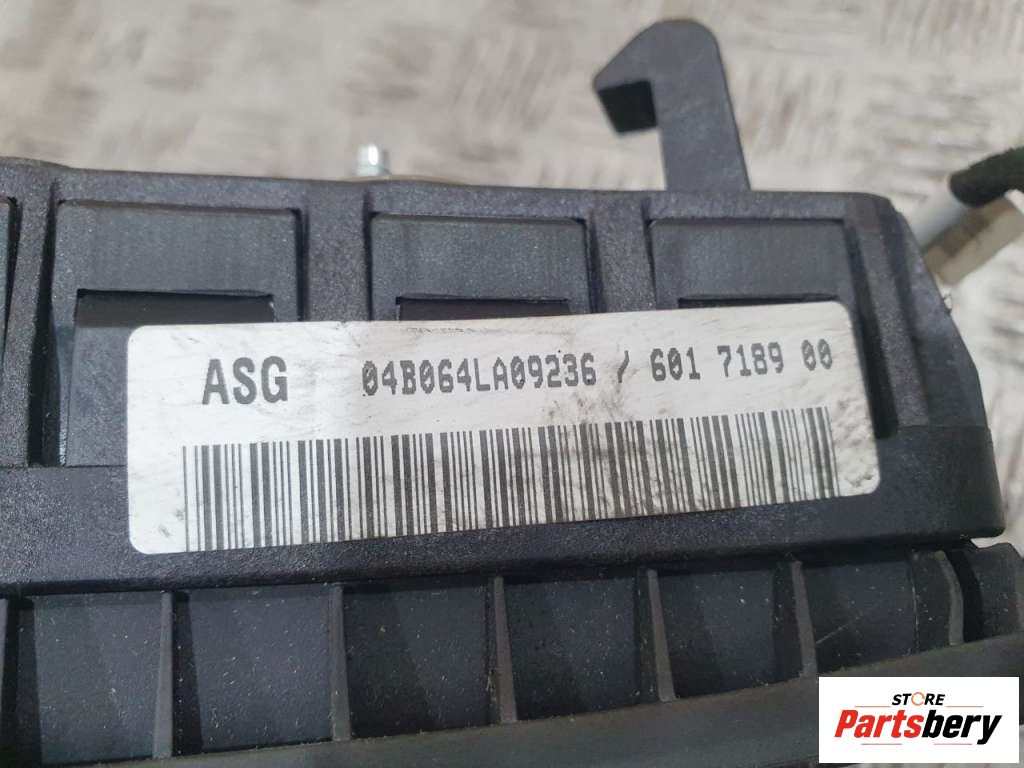 ASG 04B064LA09236 / 601 7189 00
STORE
Partsbery